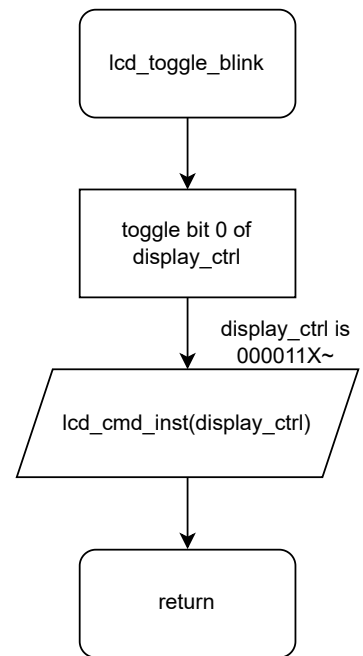 lcd_toggle_blink
toggle bit 0 of
display_ctrl
display_ctrl is
000011X~
lcd_cmd_inst(display_ctrl)
return